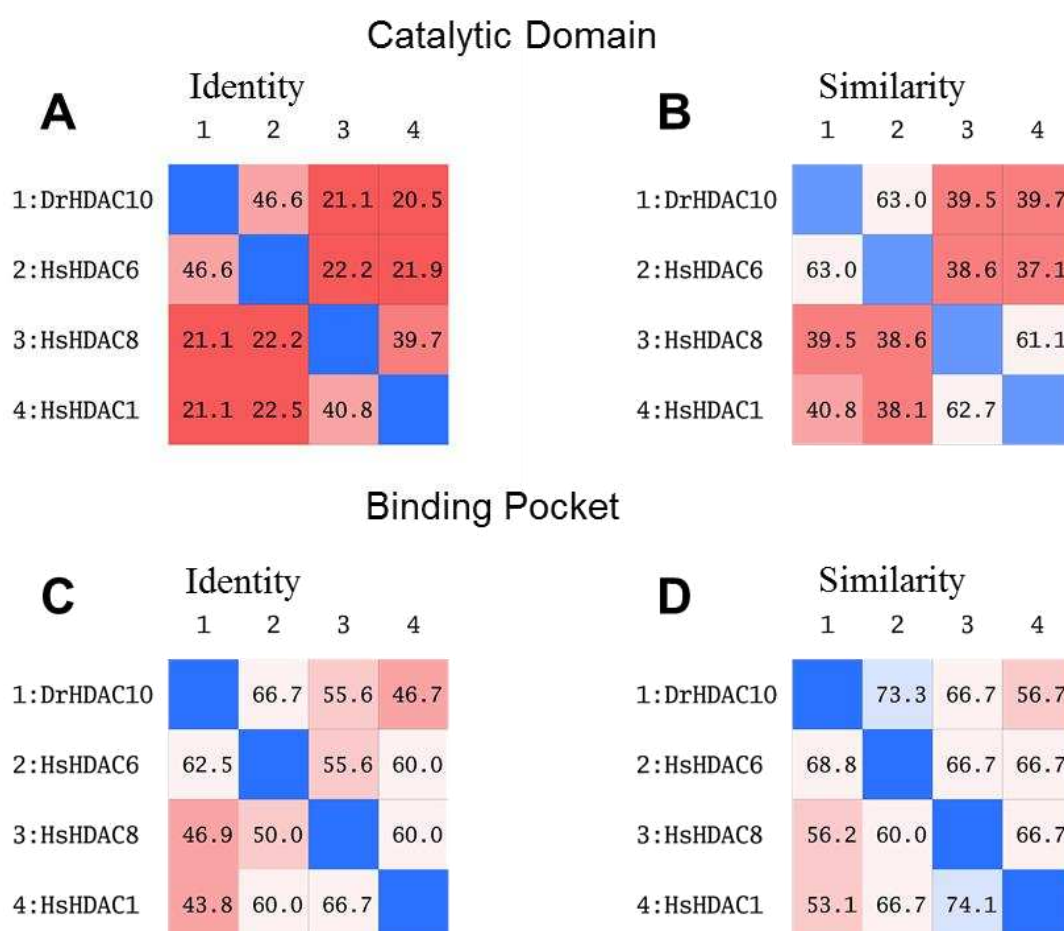 Catalytic Domain
A Identity B Similarity
1 2 3 4 1 2 3 4
1:DrHDAC10 46.6 21.1 20.5 1:DrHDAC10 63.0 39.5 39.7
2:HsHDAC6 46.6 22.2 21.9 2:HsHDAC6 63.0 38.6 37.1
3:HsHDAC8 21.1 22.2 39.7 3:HsHDAC8 39.5 38.6 61.1
4:HsHDAC1 21.1 22.5 40.8 4:HsHDAC1 40.8 38.1 62.7
Binding Pocket
C Identity D Similarity
1 2 3 4 1 2 3 4
1:DrHDAC10 66.7 55.6 46.7 1:DrHDAC10 73.3 66.7 56.7
2:HsHDAC6 62.5 55.6 60.0 2:HsHDAC6 68.8 66.7 66.7
3:HsHDAC8 46.9 50.0 60.0 3:HsHDAC8 56.2 60.0 66.7
4:HsHDAC1 43.8 60.0 66.7 4:HsHDAC1 53.1 66.7 74.1